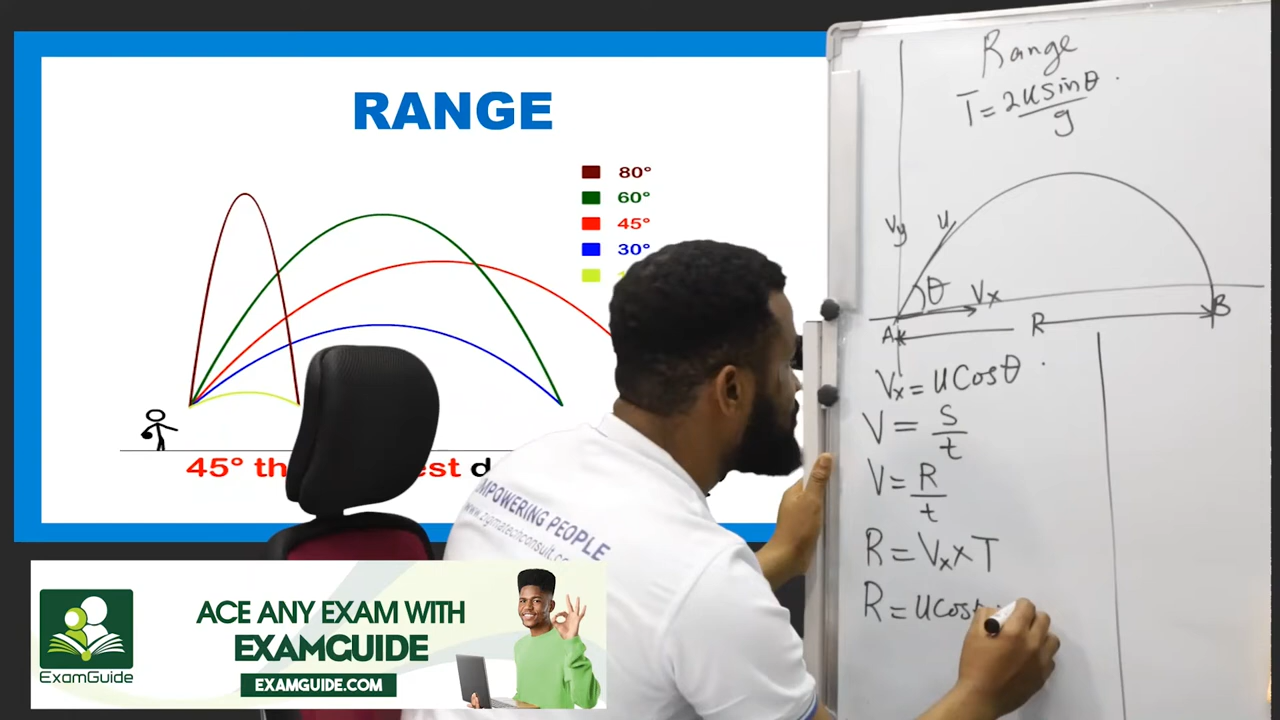 RANGE
80°
60°
45°
30°
45° th
est d
MPOWERING PEOPLE
ExamGuide
ACE ANY EXAM WITH
EXAMGUIDE
EXAMGUIDE.COM
Range
T = 2usinθ/g
Vy
u
θ
Vx
A
R
B
Vx = ucosθ
V = S/t
V = R/t
R = Vx × T
R = ucos